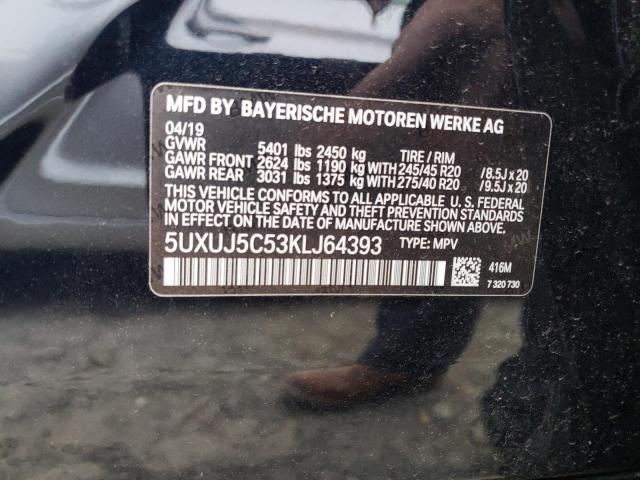 MFD BY BAYERISCHE MOTOREN WERKE AG
04/19
GVWR 5401 lbs 2450 kg TIRE / RIM
GAWR FRONT 2624 lbs 1190 kg WITH 245/45 R20 /8.5J x 20
GAWR REAR 3031 lbs 1375 kg WITH 275/40 R20 /9.5J x 20
THIS VEHICLE CONFORMS TO ALL APPLICABLE U. S. FEDERAL
MOTOR VEHICLE SAFETY, BUMPER, AND THEFT PREVENTION
STANDARDS IN EFFECT ON THE DATE OF MANUFACTURE SHOWN ABOVE.
5UXUJ5C53KLJ64393 TYPE: MPV
416M
7 320 730